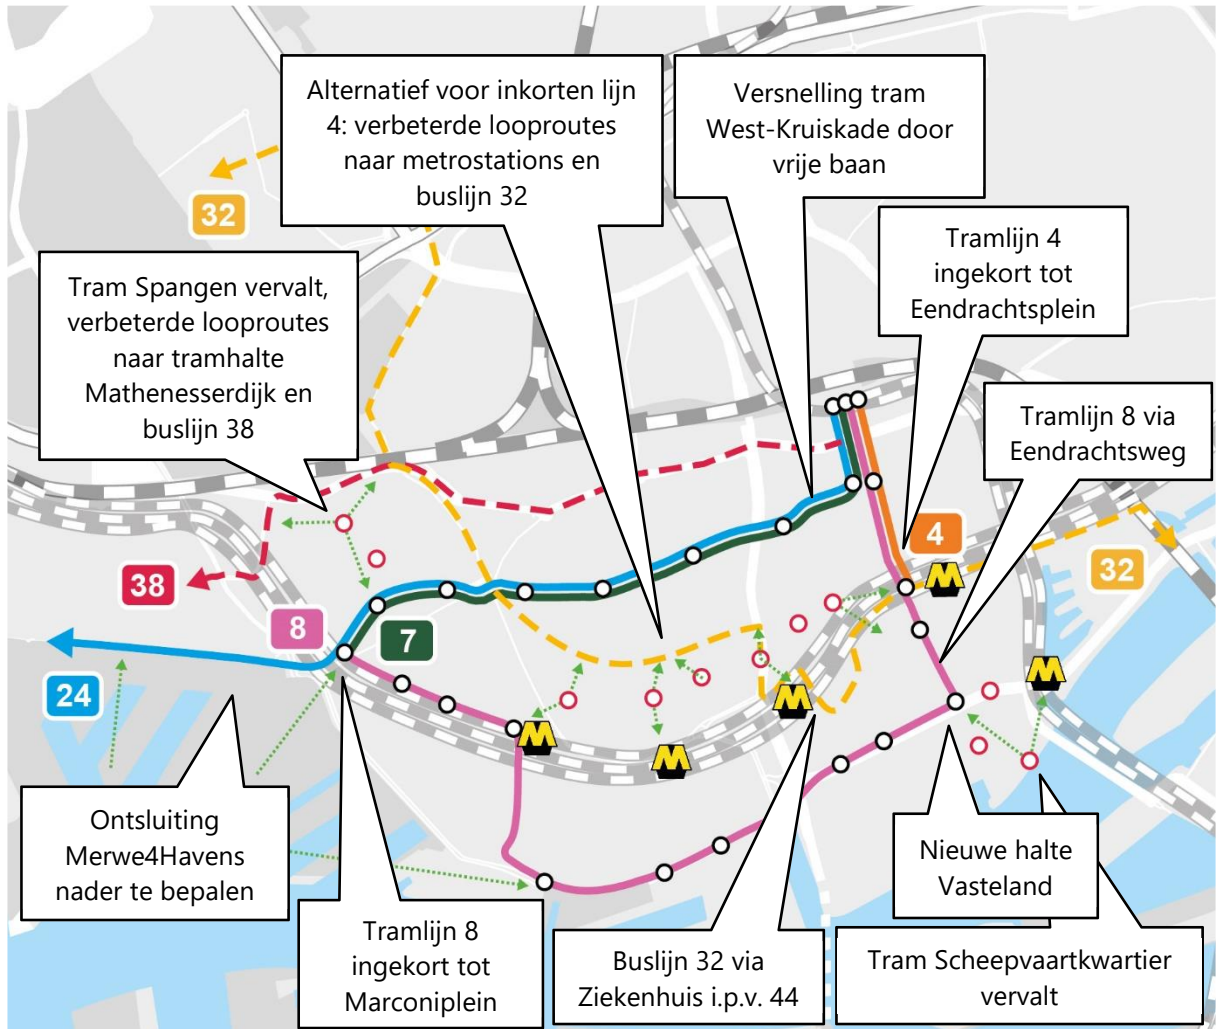 Alternatief voor inkorten lijn
4: verbeterde looproutes
naar metrostations en
buslijn 32
Versnelling tram
West-Kruiskade door
vrije baan
32
Tramlijn 4
ingekort tot
Eendrachtsplein
Tram Spangen vervalt,
verbeterde looproutes
naar tramhalte
Mathenesserdijk en
buslijn 38
Tramlijn 8 via
Eendrachtsweg
4
32
38
8
7
24
M
M
M
M
M
Ontsluiting
Merwe4Havens
nader te bepalen
Tramlijn 8
ingekort tot
Marconiplein
Buslijn 32 via
Ziekenhuis i.p.v. 44
Nieuwe halte
Vasteland
Tram Scheepvaartkwartier
vervalt